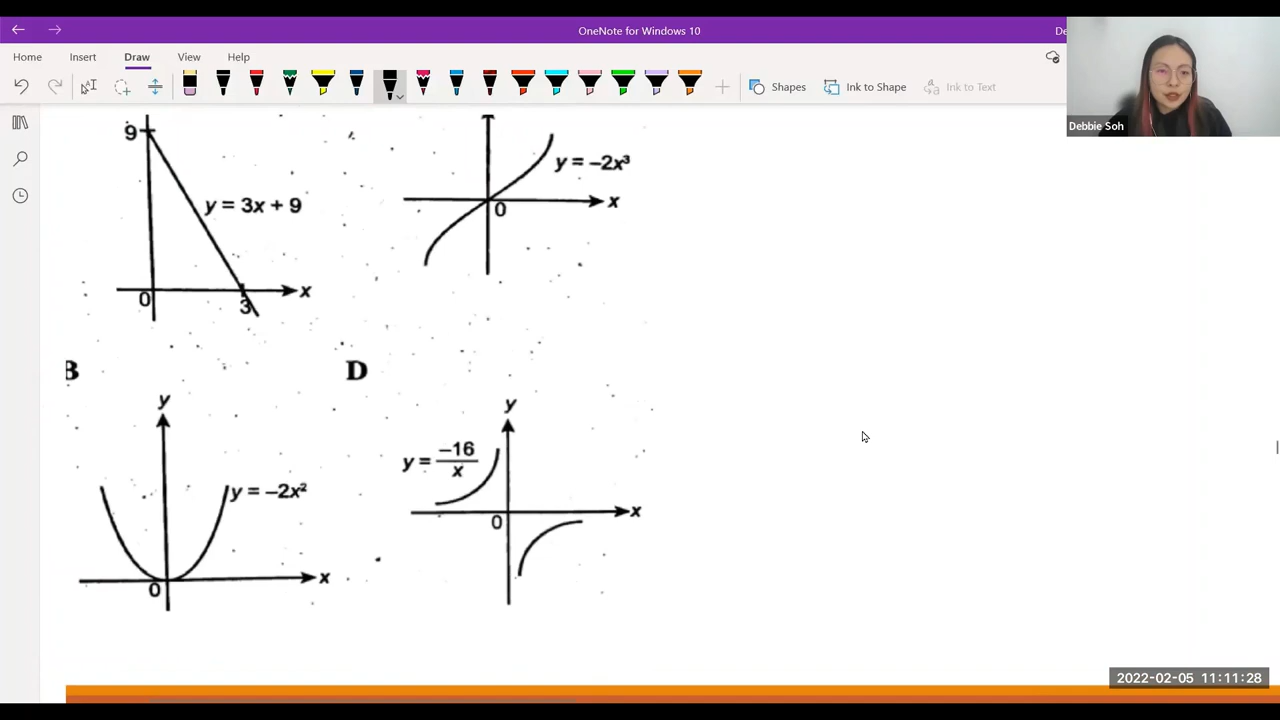 OneNote for Windows 10
De
Home Insert Draw View Help
Shapes Ink to Shape Ink to Text
Debbie Soh
9
y = 3x + 9
0
3
x
y = -2x³
0
x
B
y
y = -2x²
0
x
D
y
y = -16/x
0
x
2022-02-05 11:11:28